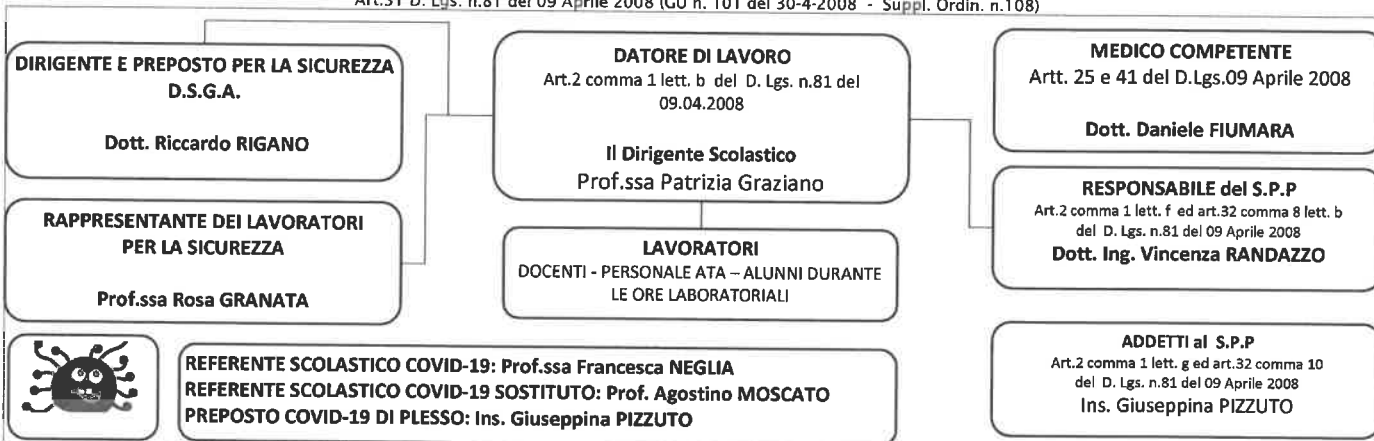 Art.31 D. Lgs. n.81 del 09 Aprile 2008 (GU n. 101 del 30-4-2008 - Suppl. Ordin. n.108)
DIRIGENTE E PREPOSTO PER LA SICUREZZA
D.S.G.A.
Dott. Riccardo RIGANO
DATORE DI LAVORO
Art.2 comma 1 lett. b del D. Lgs. n.81 del
09.04.2008
Il Dirigente Scolastico
Prof.ssa Patrizia Graziano
MEDICO COMPETENTE
Artt. 25 e 41 del D.Lgs.09 Aprile 2008
Dott. Daniele FIUMARA
RAPPRESENTANTE DEI LAVORATORI
PER LA SICUREZZA
Prof.ssa Rosa GRANATA
LAVORATORI
DOCENTI - PERSONALE ATA – ALUNNI DURANTE
LE ORE LABORATORIALI
RESPONSABILE del S.P.P
Art.2 comma 1 lett. f ed art.32 comma 8 lett. b
del D. Lgs. n.81 del 09 Aprile 2008
Dott. Ing. Vincenza RANDAZZO
REFERENTE SCOLASTICO COVID-19: Prof.ssa Francesca NEGLIA
REFERENTE SCOLASTICO COVID-19 SOSTITUTO: Prof. Agostino MOSCATO
PREPOSTO COVID-19 DI PLESSO: Ins. Giuseppina PIZZUTO
ADDETTI al S.P.P
Art.2 comma 1 lett. g ed art.32 comma 10
del D. Lgs. n.81 del 09 Aprile 2008
Ins. Giuseppina PIZZUTO